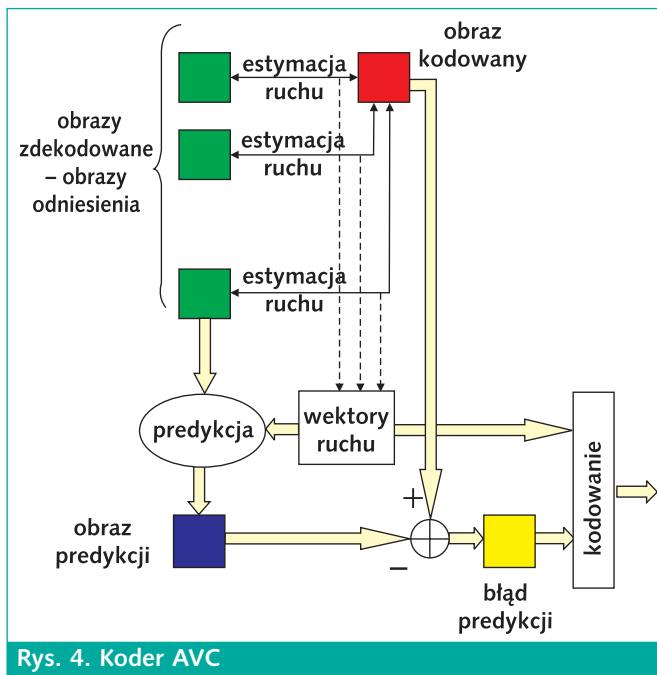 obraz
kodowany
estymacja
ruchu
obrazy
zdekodowane
– obrazy
odniesienia
estymacja
ruchu
estymacja
ruchu
predykcja
wektory
ruchu
kodowanie
+
–
obraz
predykcji
błąd
predykcji
Rys. 4. Koder AVC